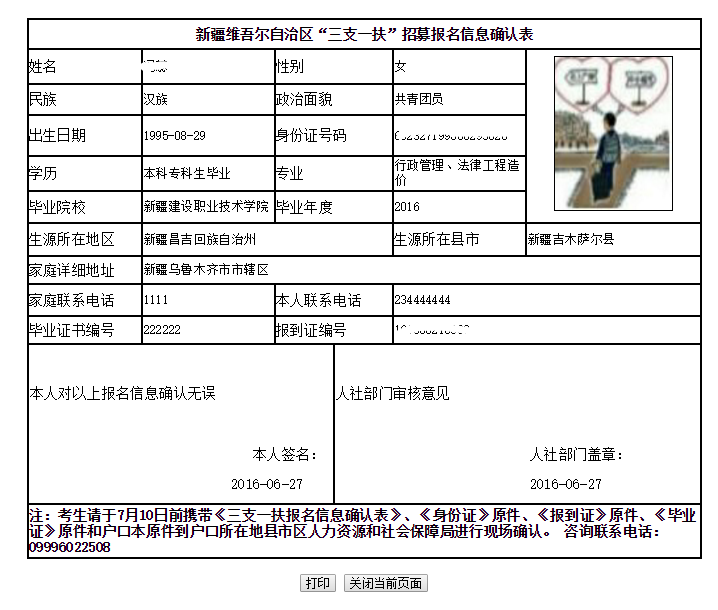 新疆维吾尔自治区“三支一扶”招募报名信息确认表
姓名 性别 女
民族 汉族 政治面貌 共青团员
出生日期 1995-08-29 身份证号码
学历 本科专科生毕业 专业 行政管理、法律工程造
价
毕业院校 新疆建设职业技术学院 毕业年度 2016
生源所在地区 新疆昌吉回族自治州 生源所在县市 新疆吉木萨尔县
家庭详细地址 新疆乌鲁木齐市市辖区
家庭联系电话 1111 本人联系电话 234444444
毕业证书编号 222222 报到证编号
本人对以上报名信息确认无误 人社部门审核意见
本人签名： 人社部门盖章：
2016-06-27 2016-06-27
注：考生请于7月10日前携带《三支一扶报名信息确认表》、《身份证》原件、《报到证》原件、《毕业
证》原件和户口本原件到户口所在地县市区人力资源和社会保障局进行现场确认。 咨询联系电话：
09996022508
打印 关闭当前页面